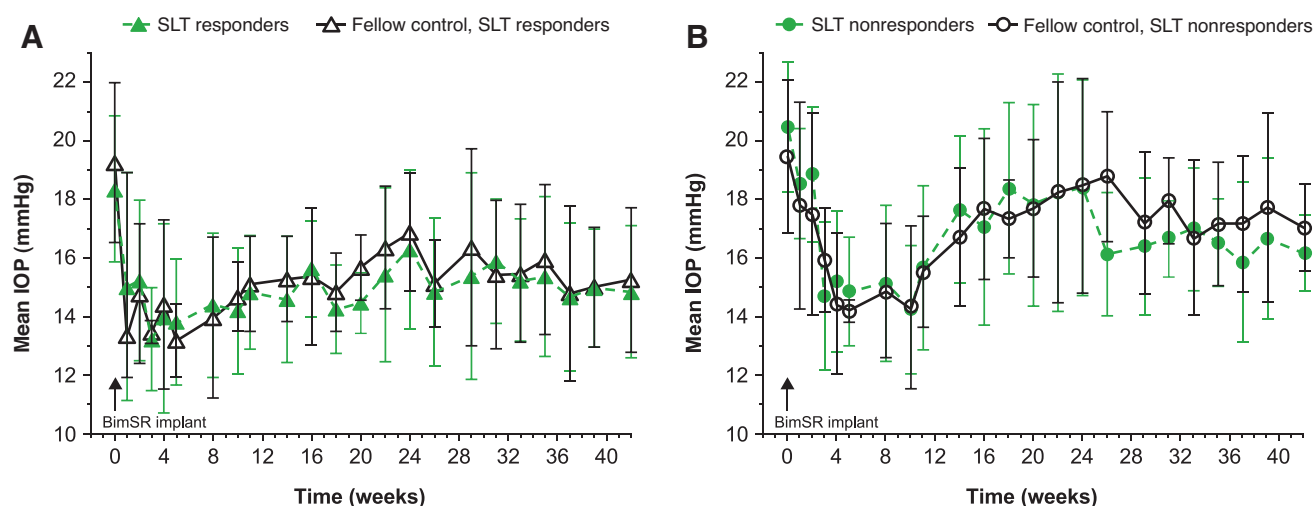 A
SLT responders
Fellow control, SLT responders
Mean IOP (mmHg)
22
20
18
16
14
12
10
BimSR implant
0 4 8 12 16 20 24 28 32 36 40
Time (weeks)
B
SLT nonresponders
Fellow control, SLT nonresponders
Mean IOP (mmHg)
22
20
18
16
14
12
10
BimSR implant
0 4 8 12 16 20 24 28 32 36 40
Time (weeks)